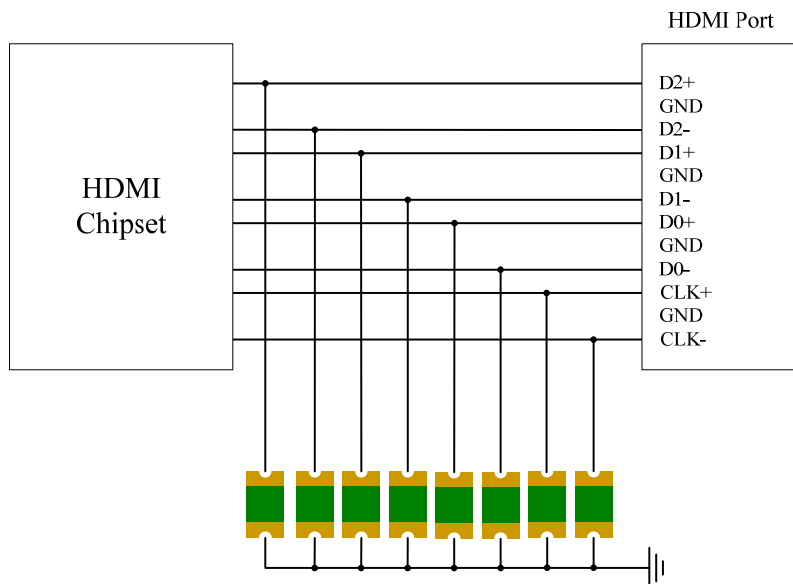 HDMI Port
HDMI
Chipset
D2+
GND
D2-
D1+
GND
D1-
D0+
GND
D0-
CLK+
GND
CLK-